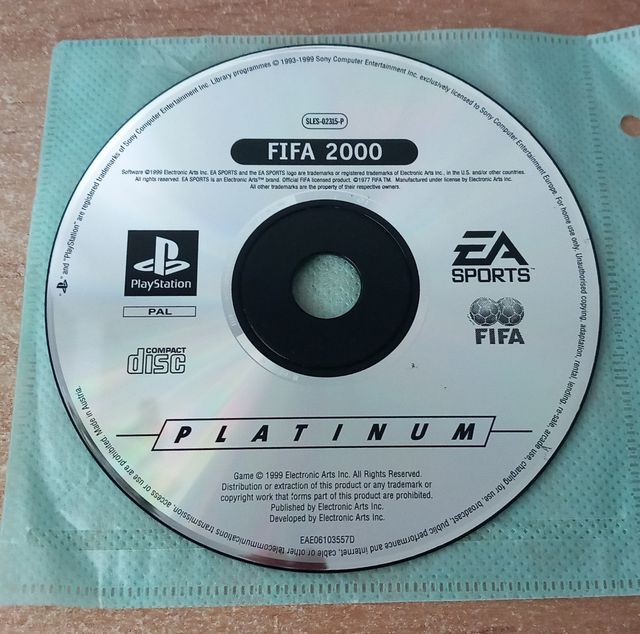 "PS" and "PlayStation" are registered trademarks of Sony Computer Entertainment Inc. Library programmes © 1993-1999 Sony Computer Entertainment Inc. exclusively licensed to Sony Computer Entertainment Europe. For home use only. Unauthorised copying, adaptation, rental, lending, re-sale, arcade use, charging for use, broadcast, public performance and internet, cable or other telecommunications transmission access or use are prohibited. Made in Austria.
SLES-02315-P
FIFA 2000
Software ©1999 Electronic Arts Inc. EA SPORTS and the EA SPORTS logo are trademarks or registered trademarks of Electronic Arts Inc., in the U.S. and/or other countries.
All rights reserved. EA SPORTS is an Electronic Arts™ brand. Official FIFA licensed product. ©1977 FIFA TM. Manufactured under license by Electronic Arts Inc.
All other trademarks are the property of their respective owners.
PlayStation
PAL
COMPACT
disc
EA
SPORTS™
FIFA
PLATINUM
Game © 1999 Electronic Arts Inc. All Rights Reserved.
Distribution or extraction of this product or any trademark or
copyright work that forms part of this product are prohibited.
Published by Electronic Arts Inc.
Developed by Electronic Arts Inc.
EAE06103557D